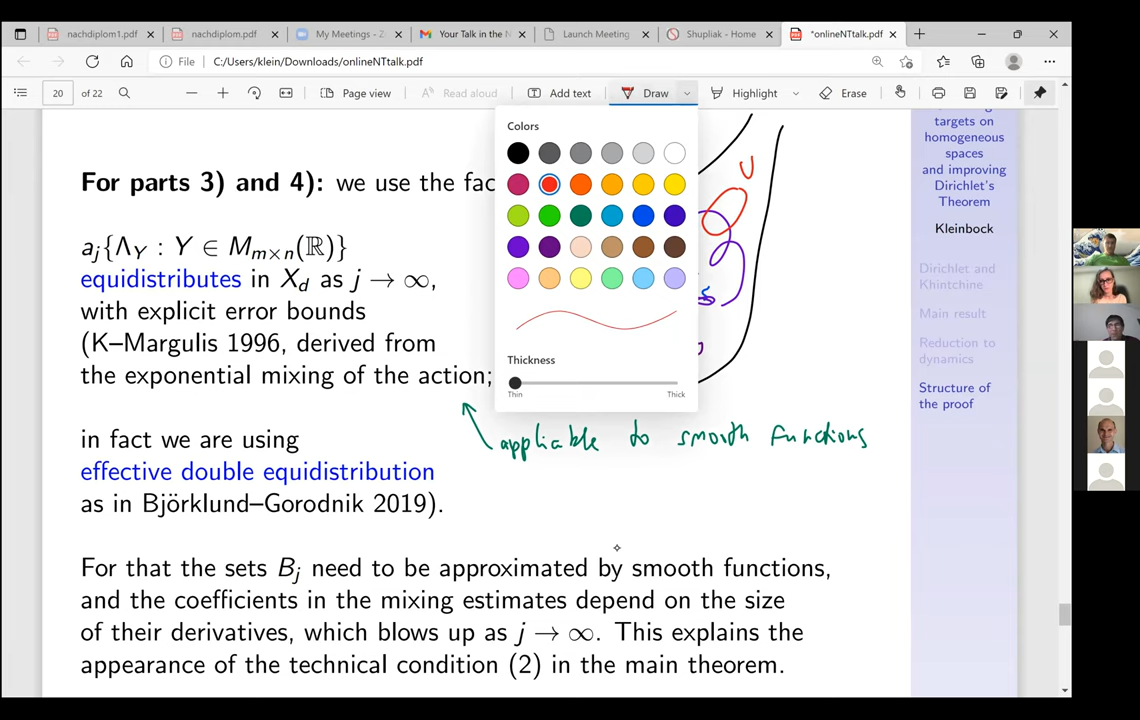 nachdiplom1.pdf
nachdiplom.pdf
My Meetings - Z
Your Talk in the N
Launch Meeting
Shupliak - Home
*onlineNTtalk.pdf
File
C:/Users/klein/Downloads/onlineNTtalk.pdf
20 of 22
Page view
Read aloud
Add text
Draw
Highlight
Erase
Colors
Thickness
Thin
Thick
For parts 3) and 4): we use the fac
a_j{Λ_Y : Y ∈ M_{m×n}(ℝ)}
equidistributes in X_d as j → ∞,
with explicit error bounds
(K–Margulis 1996, derived from
the exponential mixing of the action;
appliable to smooth functions
in fact we are using
effective double equidistribution
as in Björklund–Gorodnik 2019).
For that the sets B_j need to be approximated by smooth functions,
and the coefficients in the mixing estimates depend on the size
of their derivatives, which blows up as j → ∞. This explains the
appearance of the technical condition (2) in the main theorem.
U
targets on
homogeneous
spaces
and improving
Dirichlet's
Theorem
Kleinbock
Dirichlet and
Khintchine
Main result
Reduction to
dynamics
Structure of
the proof